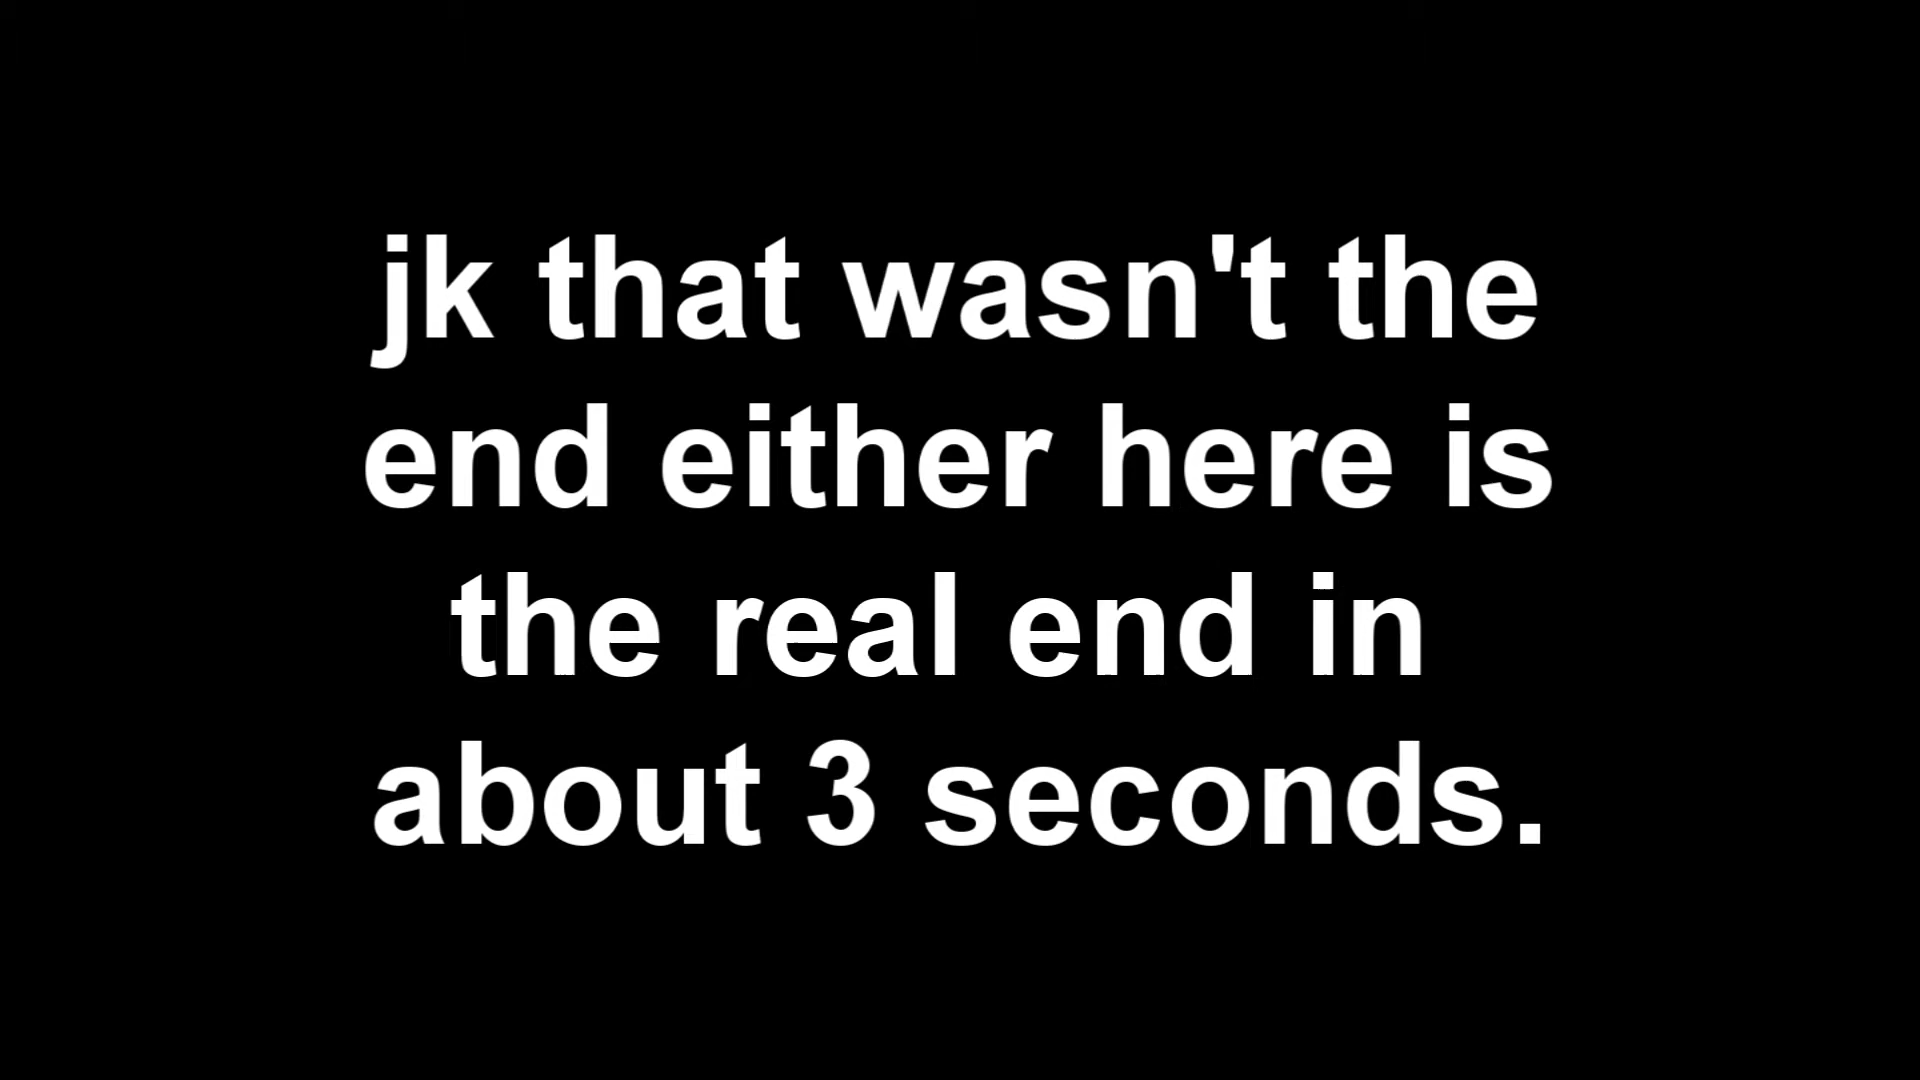 jk that wasn't the
end either here is
the real end in
about 3 seconds.